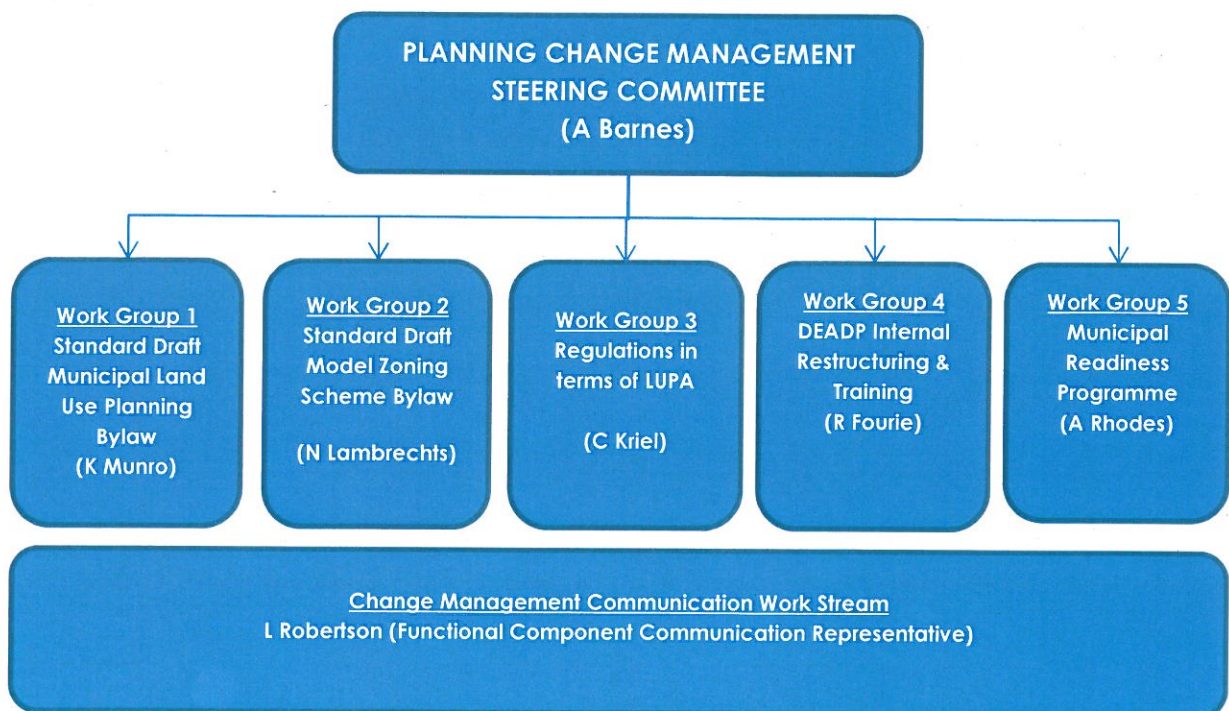 PLANNING CHANGE MANAGEMENT
STEERING COMMITTEE
(A Barnes)
Work Group 1
Standard Draft
Municipal Land
Use Planning
Bylaw
(K Munro)
Work Group 2
Standard Draft
Model Zoning
Scheme Bylaw
(N Lambrechts)
Work Group 3
Regulations in
terms of LUPA
(C Kriel)
Work Group 4
DEADP Internal
Restructuring &
Training
(R Fourie)
Work Group 5
Municipal
Readiness
Programme
(A Rhodes)
Change Management Communication Work Stream
L Robertson (Functional Component Communication Representative)